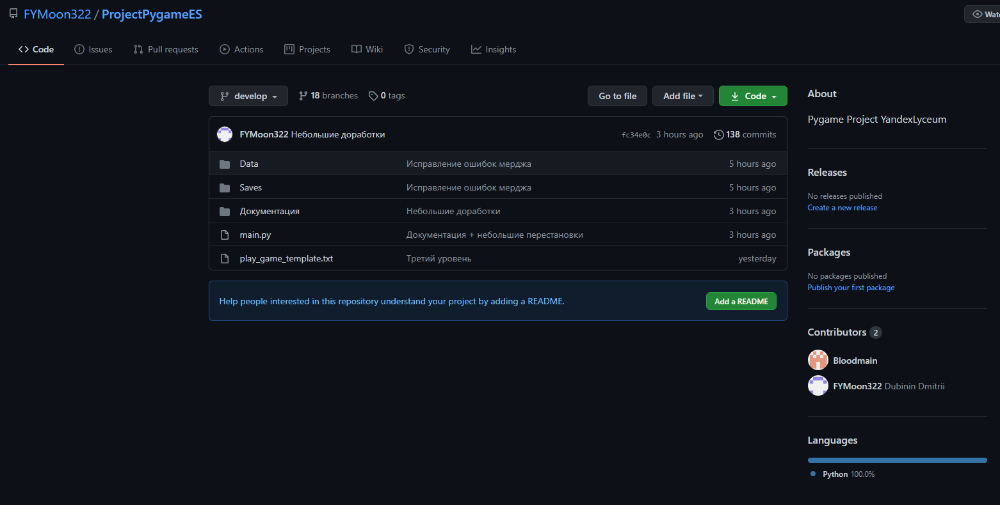 FYMoon322 / ProjectPygameES
Code Issues Pull requests Actions Projects Wiki Security Insights
develop 18 branches 0 tags Go to file Add file Code
FYMoon322 Небольшие доработки fc34e0c 3 hours ago 138 commits
Data Исправление ошибок мерджа 5 hours ago
Saves Исправление ошибок мерджа 5 hours ago
Документация Небольшие доработки 3 hours ago
main.py Документация + небольшие перестановки 3 hours ago
play_game_template.txt Третий уровень yesterday
Help people interested in this repository understand your project by adding a README. Add a README
About
Pygame Project YandexLyceum
Releases
No releases published
Create a new release
Packages
No packages published
Publish your first package
Contributors 2
Bloodmain
FYMoon322 Dubinin Dmitrii
Languages
Python 100.0%